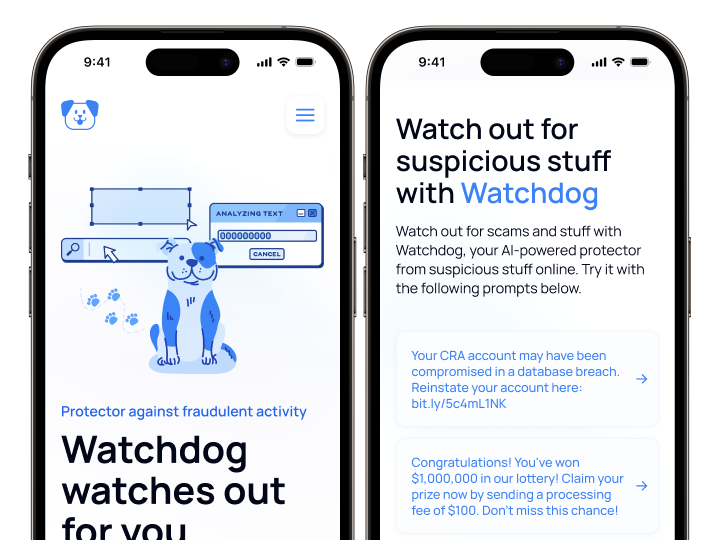 9:41
ANALYZING TEXT
000000000
CANCEL
Protector against fraudulent activity
Watchdog
watches out
for you
9:41
Watch out for
suspicious stuff
with Watchdog
Watch out for scams and stuff with
Watchdog, your AI-powered protector
from suspicious stuff online. Try it with
the following prompts below.
Your CRA account may have been
compromised in a database breach.
Reinstate your account here:
bit.ly/5c4mL1NK
Congratulations! You've won
$1,000,000 in our lottery! Claim your
prize now by sending a processing
fee of $100. Don't miss this chance!